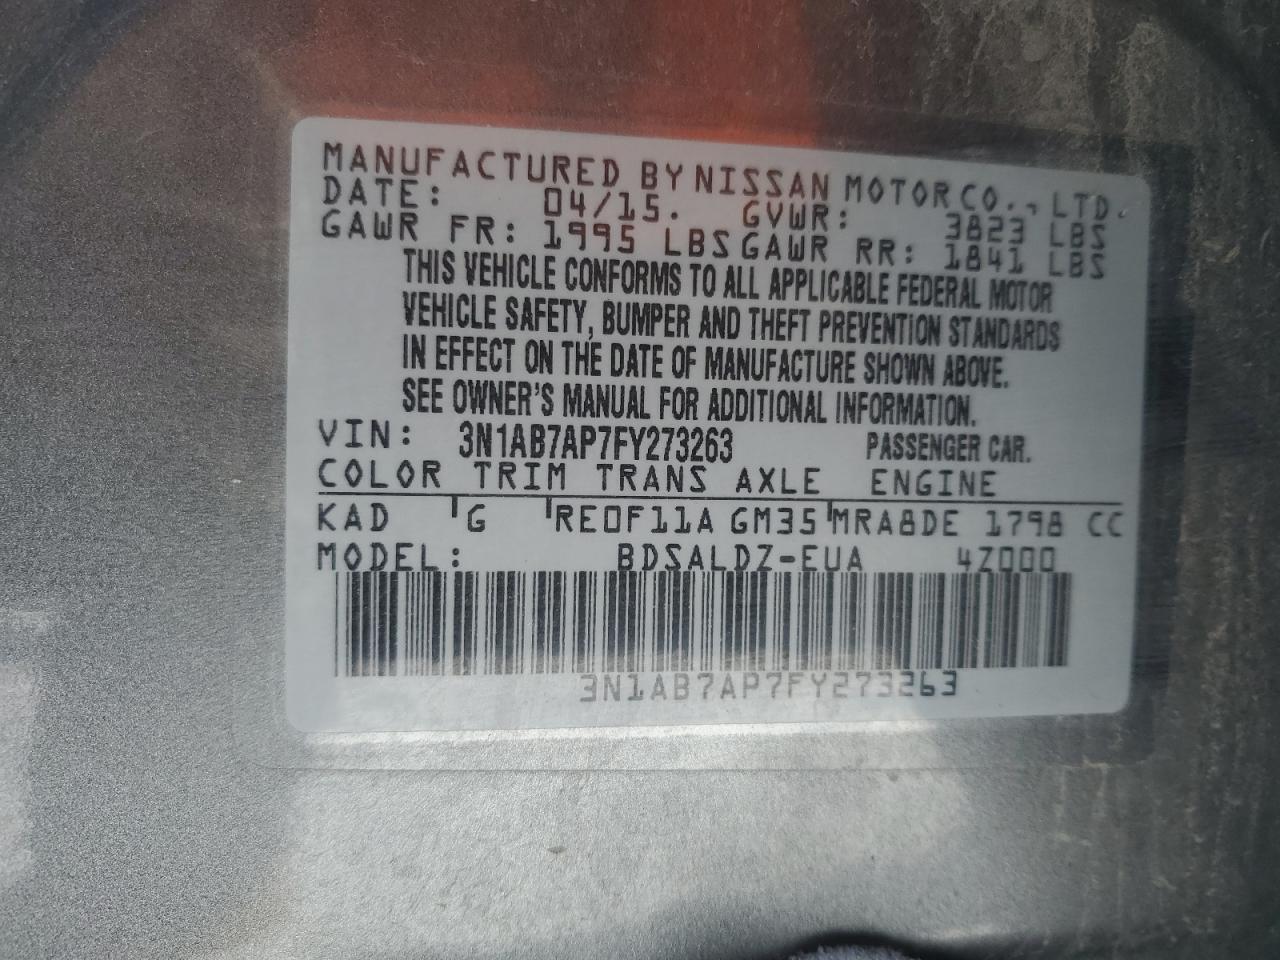 MANUFACTURED BY NISSAN MOTOR CO., LTD.
DATE: 04/15. GVWR: 3823 LBS
GAWR FR: 1995 LBS GAWR RR: 1841 LBS
THIS VEHICLE CONFORMS TO ALL APPLICABLE FEDERAL MOTOR
VEHICLE SAFETY, BUMPER AND THEFT PREVENTION STANDARDS
IN EFFECT ON THE DATE OF MANUFACTURE SHOWN ABOVE.
SEE OWNER'S MANUAL FOR ADDITIONAL INFORMATION.
VIN: 3N1AB7AP7FY273263 PASSENGER CAR.
COLOR TRIM TRANS AXLE ENGINE
KAD G RE0F11A GM35 MRA8DE 1798 CC
MODEL: BDSALDZ-EUA 4Z000
3N1AB7AP7FY273263